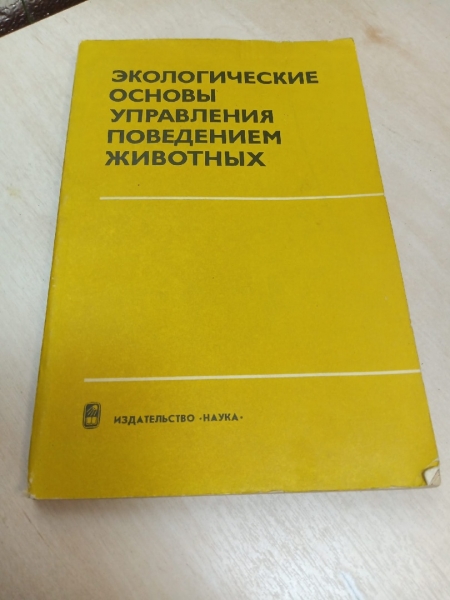 ЭКОЛОГИЧЕСКИЕ
ОСНОВЫ
УПРАВЛЕНИЯ
ПОВЕДЕНИЕМ
ЖИВОТНЫХ
ИЗДАТЕЛЬСТВО «НАУКА»